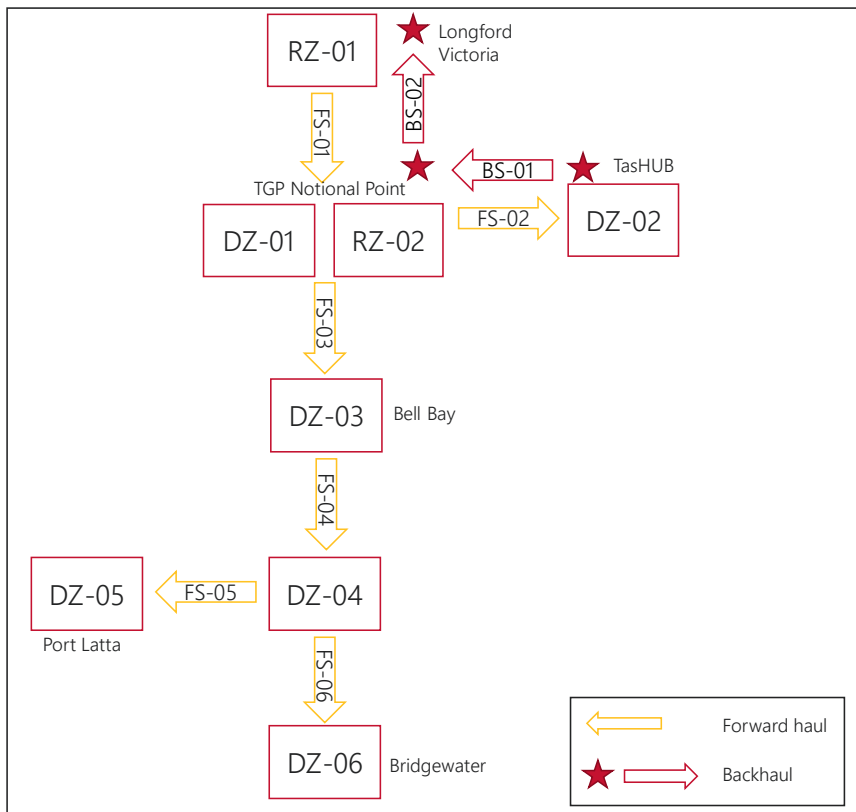 RZ-01
Longford
Victoria
BS-02
FS-01
BS-01
TasHUB
TGP Notional Point
DZ-01
RZ-02
FS-02
DZ-02
FS-03
DZ-03
Bell Bay
FS-04
DZ-05
FS-05
DZ-04
Port Latta
FS-06
DZ-06
Bridgewater
Forward haul
Backhaul